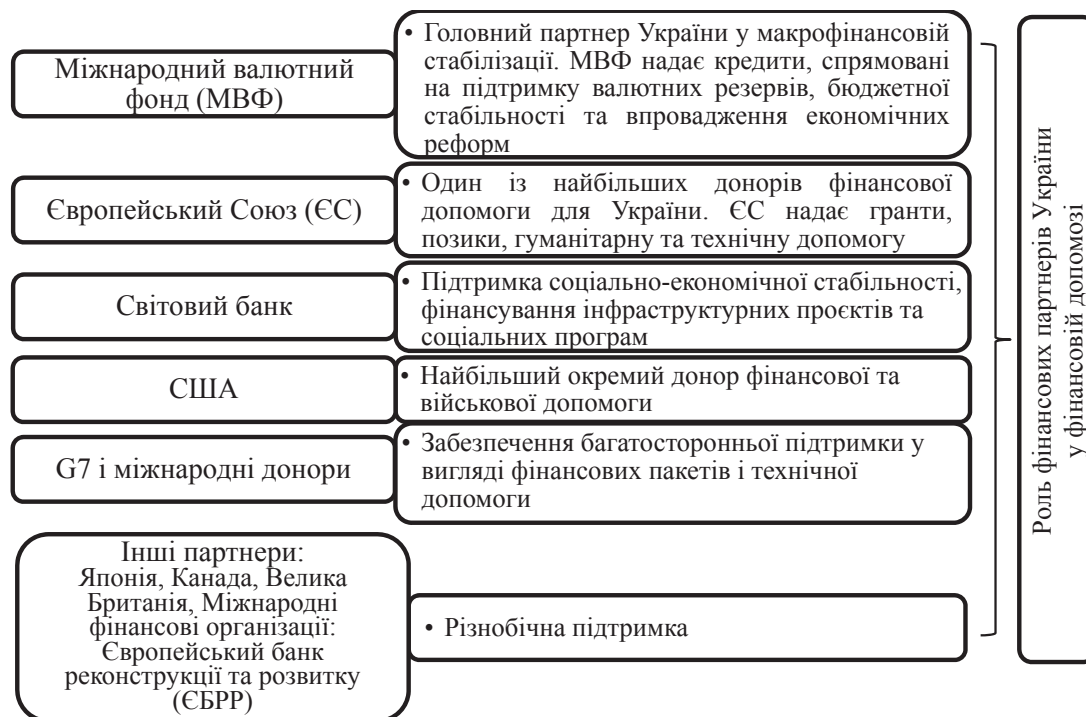 Міжнародний валютний
фонд (МВФ)
• Головний партнер України у макрофінансовій
стабілізації. МВФ надає кредити, спрямовані
на підтримку валютних резервів, бюджетної
стабільності та впровадження економічних
реформ
Європейський Союз (ЄС)
• Один із найбільших донорів фінансової
допомоги для України. ЄС надає гранти,
позики, гуманітарну та технічну допомогу
Світовий банк
• Підтримка соціально-економічної стабільності,
фінансування інфраструктурних проєктів та
соціальних програм
США
• Найбільший окремий донор фінансової та
військової допомоги
G7 і міжнародні донори
• Забезпечення багатосторонньої підтримки у
вигляді фінансових пакетів і технічної
допомоги
Інші партнери:
Японія, Канада, Велика
Британія, Міжнародні
фінансові організації:
Європейський банк
реконструкції та розвитку
(ЄБРР)
• Різнобічна підтримка
Роль фінансових партнерів України
у фінансовій допомозі